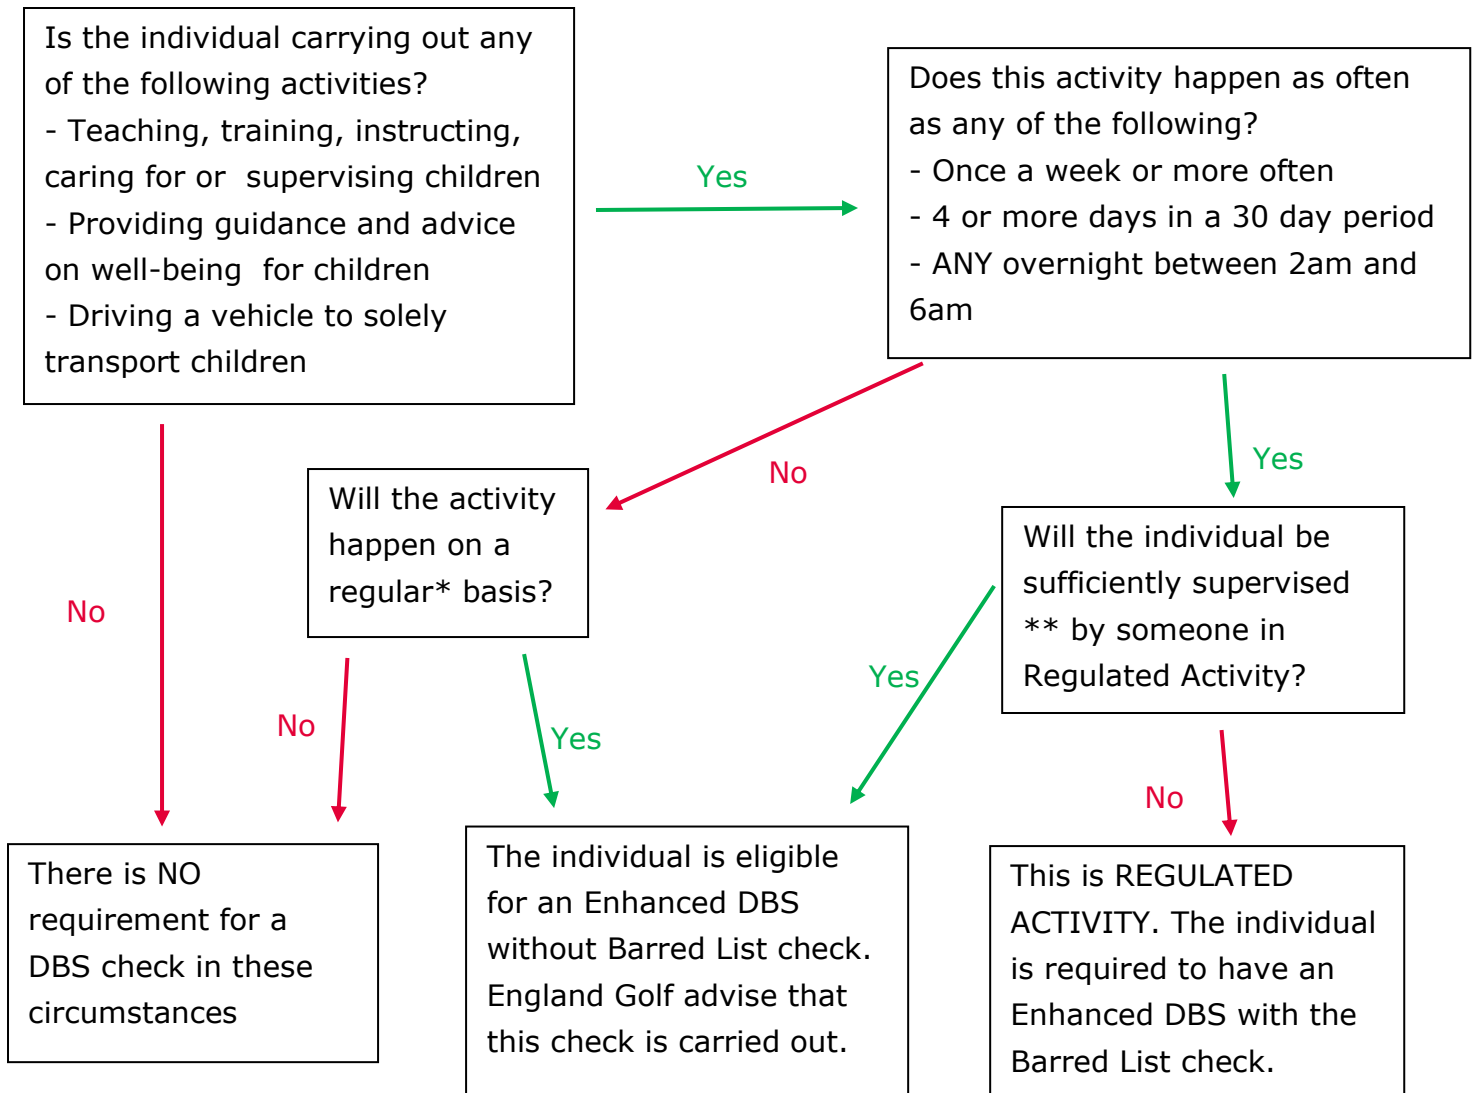 Is the individual carrying out any
of the following activities?
- Teaching, training, instructing,
caring for or  supervising children
- Providing guidance and advice
on well-being  for children
- Driving a vehicle to solely
transport children
Yes
Does this activity happen as often
as any of the following?
- Once a week or more often
- 4 or more days in a 30 day period
- ANY overnight between 2am and
6am
No
Will the activity
happen on a
regular* basis?
No
Yes
Will the individual be
sufficiently supervised
** by someone in
Regulated Activity?
No
Yes
Yes
No
There is NO
requirement for a
DBS check in these
circumstances
The individual is eligible
for an Enhanced DBS
without Barred List check.
England Golf advise that
this check is carried out.
This is REGULATED
ACTIVITY. The individual
is required to have an
Enhanced DBS with the
Barred List check.